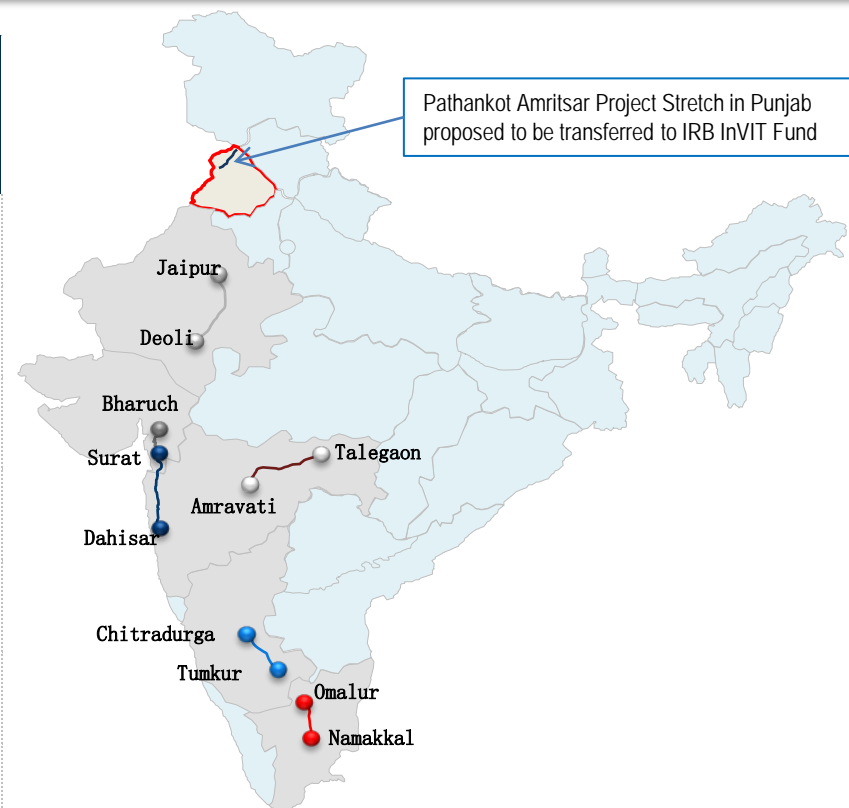 Pathankot Amritsar Project Stretch in Punjab
proposed to be transferred to IRB InVIT Fund
Jaipur
Deoli
Bharuch
Surat
Talegaon
Amravati
Dahisar
Chitradurga
Tumkur
Omalur
Namakkal